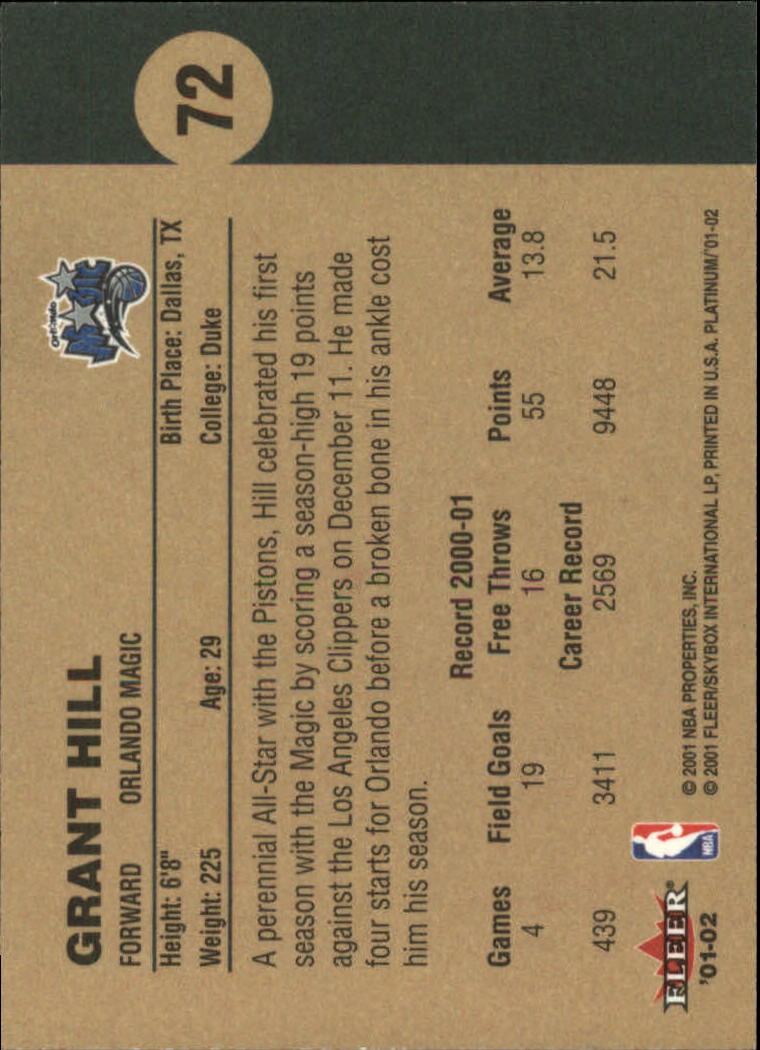 72
Orlando
MAGIC
GRANT HILL
FORWARD ORLANDO MAGIC
Height: 6'8" Birth Place: Dallas, TX
Weight: 225 Age: 29 College: Duke
A perennial All-Star with the Pistons, Hill celebrated his first
season with the Magic by scoring a season-high 19 points
against the Los Angeles Clippers on December 11. He made
four starts for Orlando before a broken bone in his ankle cost
him his season.
Record 2000-01
Games Field Goals Free Throws Points Average
4 19 16 55 13.8
Career Record
439 3411 2569 9448 21.5
FLEER®
'01-02
NBA
© 2001 NBA PROPERTIES, INC.
© 2001 FLEER/SKYBOX INTERNATIONAL LP, PRINTED IN U.S.A. PLATINUM/'01-02